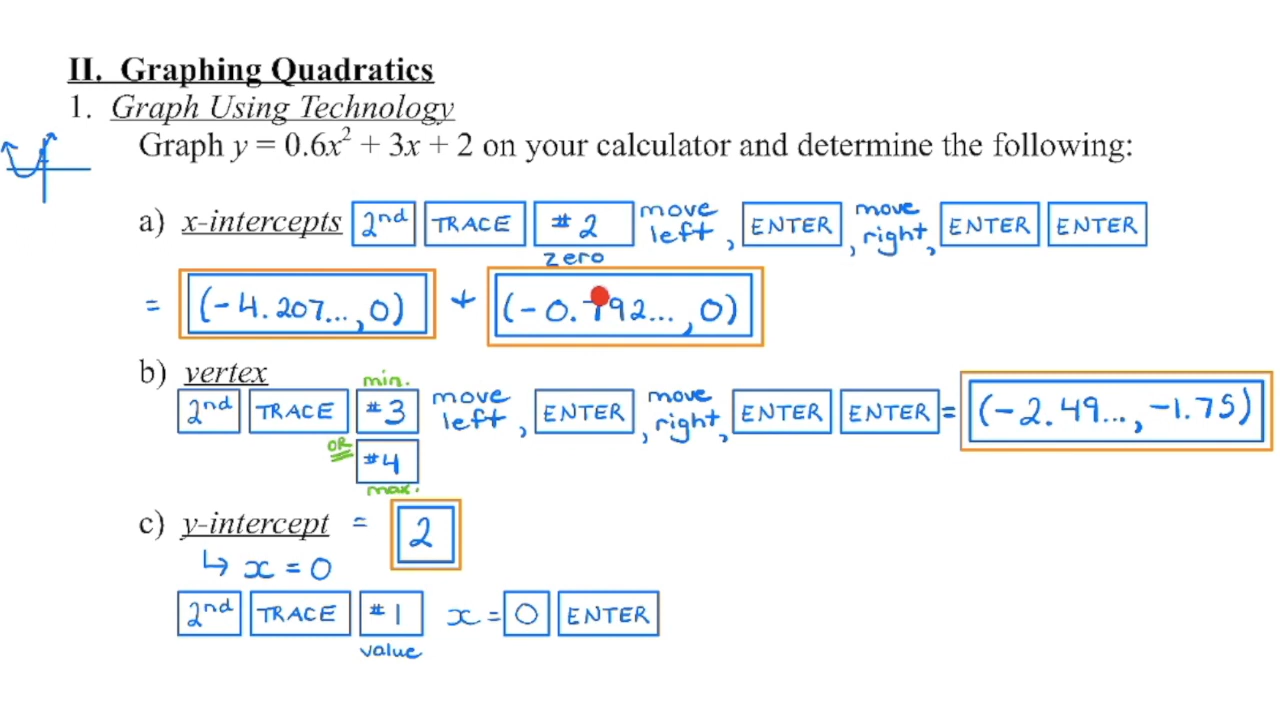 II. Graphing Quadratics
1. Graph Using Technology
Graph y = 0.6x² + 3x + 2 on your calculator and determine the following:
a) x-intercepts 2nd TRACE #2 move left, ENTER, move right, ENTER ENTER
zero
= (-4.207..., 0) + (-0.792..., 0)
b) vertex
min.
2nd TRACE #3 move left, ENTER, move right, ENTER ENTER = (-2.49..., -1.75)
OR #4
max.
c) y-intercept = 2
↳ x = 0
2nd TRACE #1 x = 0 ENTER
value